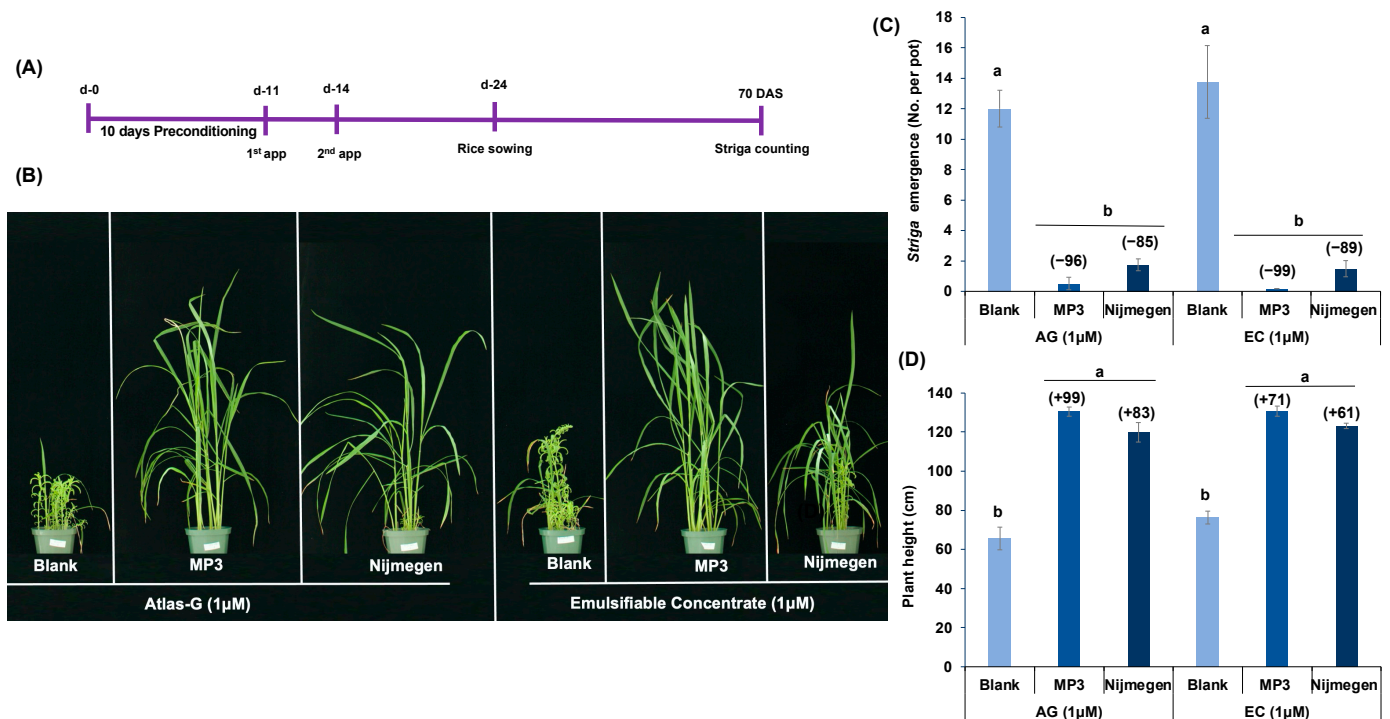 (A)
d-0 d-11 d-14 d-24 70 DAS
10 days Preconditioning
1st app 2nd app Rice sowing Striga counting
(B)
Blank MP3 Nijmegen Blank MP3 Nijmegen
Atlas-G (1µM) Emulsifiable Concentrate (1µM)
(C)
Striga emergence (No. per pot)
18
16
14
12
10
8
6
4
2
0
a a
b b
(−96) (−85) (−99) (−89)
Blank MP3 Nijmegen Blank MP3 Nijmegen
AG (1µM) EC (1µM)
(D)
Plant height (cm)
140
120
100
80
60
40
20
0
a a
(+99) (+83) (+71) (+61)
b b
Blank MP3 Nijmegen Blank MP3 Nijmegen
AG (1µM) EC (1µM)